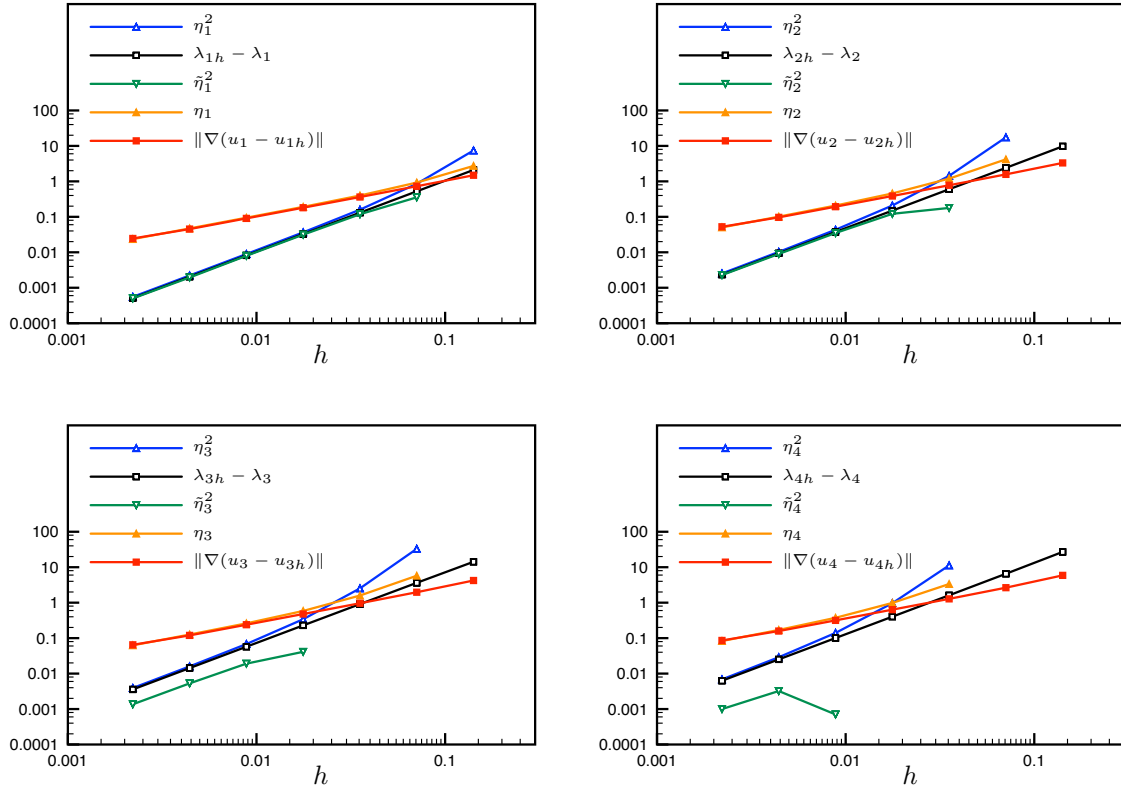 η₁²
λ₁ₕ − λ₁
η̃₁²
η₁
‖∇(u₁ − u₁ₕ)‖
100
10
1
0.1
0.01
0.001
0.0001
0.001
0.01
0.1
h
η₂²
λ₂ₕ − λ₂
η̃₂²
η₂
‖∇(u₂ − u₂ₕ)‖
100
10
1
0.1
0.01
0.001
0.0001
0.001
0.01
0.1
h
η₃²
λ₃ₕ − λ₃
η̃₃²
η₃
‖∇(u₃ − u₃ₕ)‖
100
10
1
0.1
0.01
0.001
0.0001
0.001
0.01
0.1
h
η₄²
λ₄ₕ − λ₄
η̃₄²
η₄
‖∇(u₄ − u₄ₕ)‖
100
10
1
0.1
0.01
0.001
0.0001
0.001
0.01
0.1
h